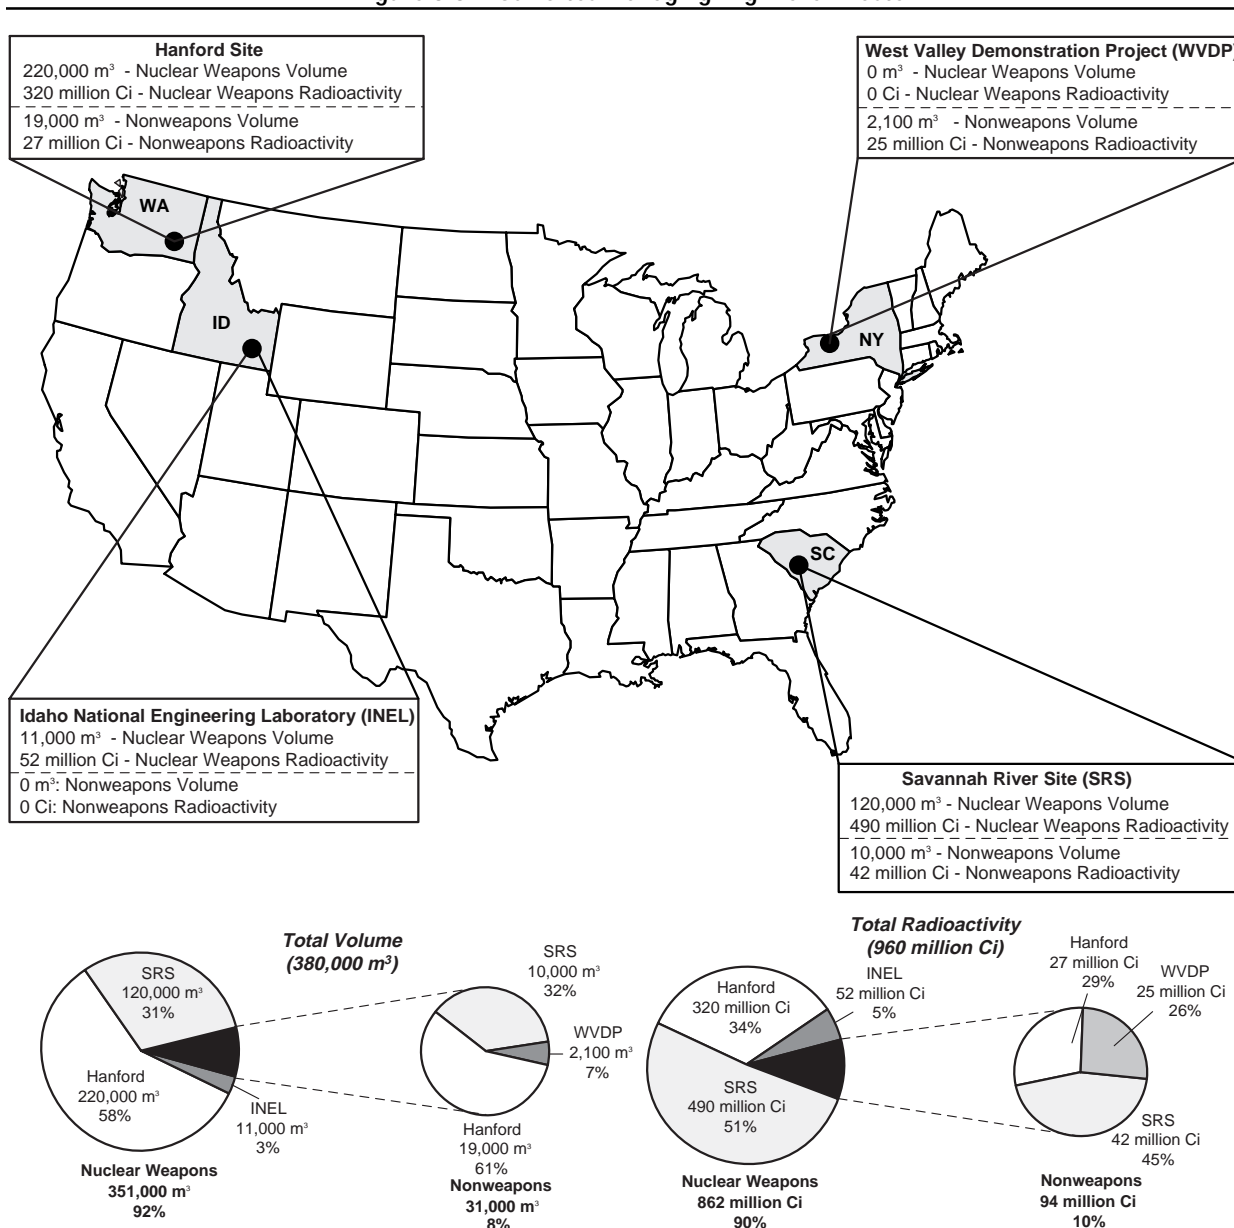 Hanford Site
220,000 m³ - Nuclear Weapons Volume
320 million Ci - Nuclear Weapons Radioactivity
19,000 m³ - Nonweapons Volume
27 million Ci - Nonweapons Radioactivity
West Valley Demonstration Project (WVDP)
0 m³ - Nuclear Weapons Volume
0 Ci - Nuclear Weapons Radioactivity
2,100 m³ - Nonweapons Volume
25 million Ci - Nonweapons Radioactivity
WA
ID
NY
SC
Idaho National Engineering Laboratory (INEL)
11,000 m³ - Nuclear Weapons Volume
52 million Ci - Nuclear Weapons Radioactivity
0 m³: Nonweapons Volume
0 Ci: Nonweapons Radioactivity
Savannah River Site (SRS)
120,000 m³ - Nuclear Weapons Volume
490 million Ci - Nuclear Weapons Radioactivity
10,000 m³ - Nonweapons Volume
42 million Ci - Nonweapons Radioactivity
Total Volume
(380,000 m³)
SRS
120,000 m³
31%
Hanford
220,000 m³
58%
INEL
11,000 m³
3%
Nuclear Weapons
351,000 m³
92%
SRS
10,000 m³
32%
WVDP
2,100 m³
7%
Hanford
19,000 m³
61%
Nonweapons
31,000 m³
8%
Total Radioactivity
(960 million Ci)
Hanford
320 million Ci
34%
INEL
52 million Ci
5%
SRS
490 million Ci
51%
Nuclear Weapons
862 million Ci
90%
Hanford
27 million Ci
29%
WVDP
25 million Ci
26%
SRS
42 million Ci
45%
Nonweapons
94 million Ci
10%